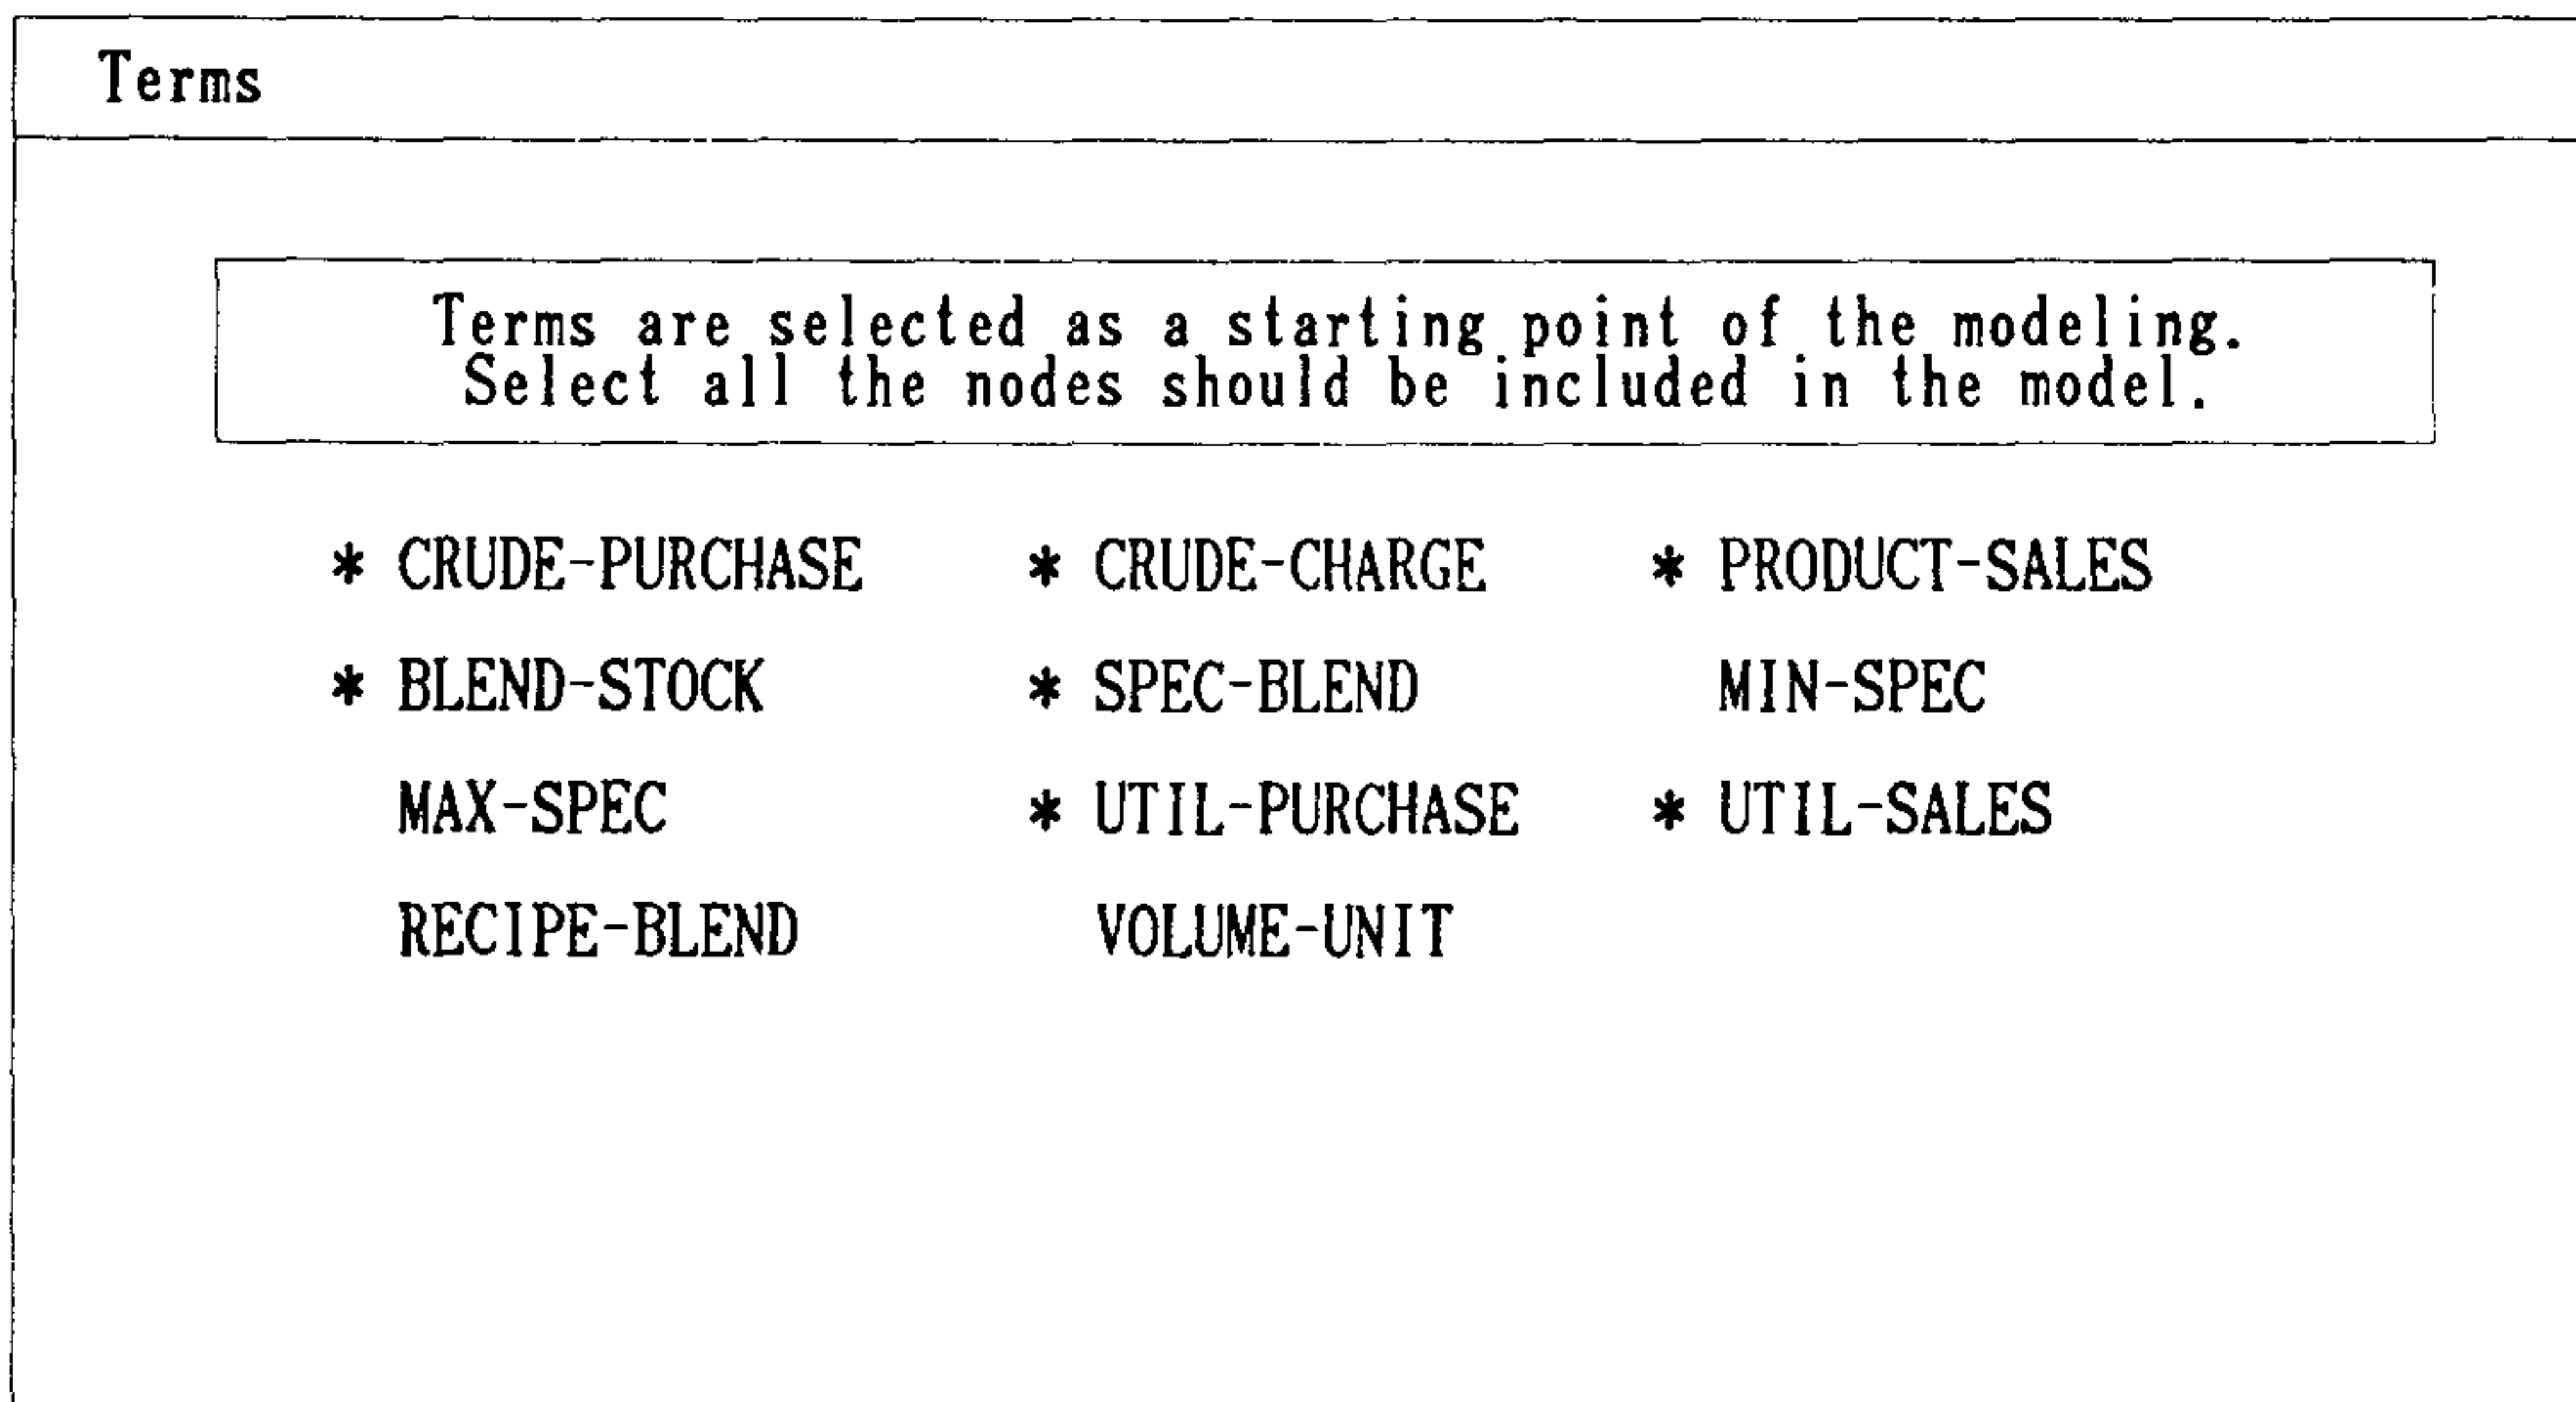 Terms
Terms are selected as a starting point of the modeling.
Select all the nodes should be included in the model.
* CRUDE-PURCHASE * CRUDE-CHARGE * PRODUCT-SALES
* BLEND-STOCK * SPEC-BLEND MIN-SPEC
MAX-SPEC * UTIL-PURCHASE * UTIL-SALES
RECIPE-BLEND VOLUME-UNIT